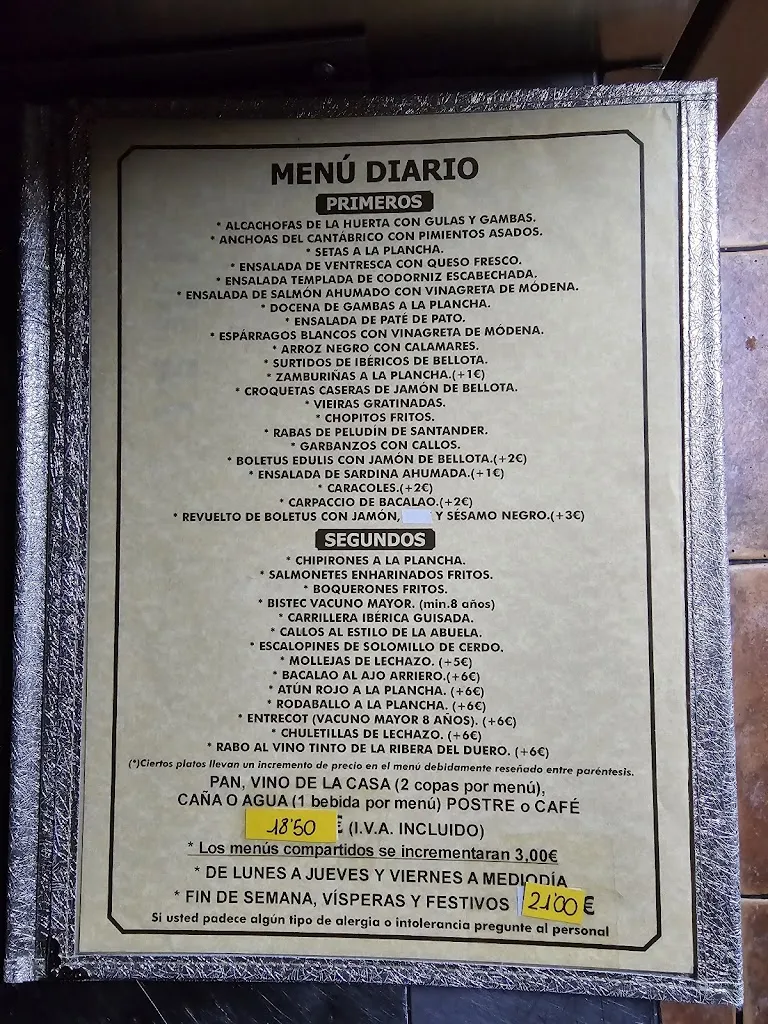 MENÚ DIARIO
PRIMEROS
* ALCACHOFAS DE LA HUERTA CON GULAS Y GAMBAS.
* ANCHOAS DEL CANTÁBRICO CON PIMIENTOS ASADOS.
* SETAS A LA PLANCHA.
* ENSALADA DE VENTRESCA CON QUESO FRESCO.
* ENSALADA TEMPLADA DE CODORNIZ ESCABECHADA.
* ENSALADA DE SALMÓN AHUMADO CON VINAGRETA DE MÓDENA.
* DOCENA DE GAMBAS A LA PLANCHA.
* ENSALADA DE PATÉ DE PATO.
* ESPÁRRAGOS BLANCOS CON VINAGRETA DE MÓDENA.
* ARROZ NEGRO CON CALAMARES.
* SURTIDOS DE IBÉRICOS DE BELLOTA.
* ZAMBURIÑAS A LA PLANCHA.(+1€)
* CROQUETAS CASERAS DE JAMÓN DE BELLOTA.
* VIEIRAS GRATINADAS.
* CHOPITOS FRITOS.
* RABAS DE PELUDÍN DE SANTANDER.
* GARBANZOS CON CALLOS.
* BOLETUS EDULIS CON JAMÓN DE BELLOTA.(+2€)
* ENSALADA DE SARDINA AHUMADA.(+1€)
* CARACOLES.(+2€)
* CARPACCIO DE BACALAO.(+2€)
* REVUELTO DE BOLETUS CON JAMÓN, Y SÉSAMO NEGRO.(+3€)
SEGUNDOS
* CHIPIRONES A LA PLANCHA.
* SALMONETES ENHARINADOS FRITOS.
* BOQUERONES FRITOS.
* BISTEC VACUNO MAYOR. (min.8 años)
* CARRILLERA IBÉRICA GUISADA.
* CALLOS AL ESTILO DE LA ABUELA.
* ESCALOPINES DE SOLOMILLO DE CERDO.
* MOLLEJAS DE LECHAZO. (+5€)
* BACALAO AL AJO ARRIERO.(+6€)
* ATÚN ROJO A LA PLANCHA. (+6€)
* RODABALLO A LA PLANCHA. (+6€)
* ENTRECOT (VACUNO MAYOR 8 AÑOS). (+6€)
* CHULETILLAS DE LECHAZO. (+6€)
* RABO AL VINO TINTO DE LA RIBERA DEL DUERO. (+6€)
(*)Ciertos platos llevan un incremento de precio en el menú debidamente reseñado entre paréntesis.
PAN, VINO DE LA CASA (2 copas por menú),
CAÑA O AGUA (1 bebida por menú) POSTRE o CAFÉ
18'50 € (I.V.A. INCLUIDO)
* Los menús compartidos se incrementaran 3,00€
* DE LUNES A JUEVES Y VIERNES A MEDIODÍA
* FIN DE SEMANA, VÍSPERAS Y FESTIVOS 21'00 €
Si usted padece algún tipo de alergia o intolerancia pregunte al personal